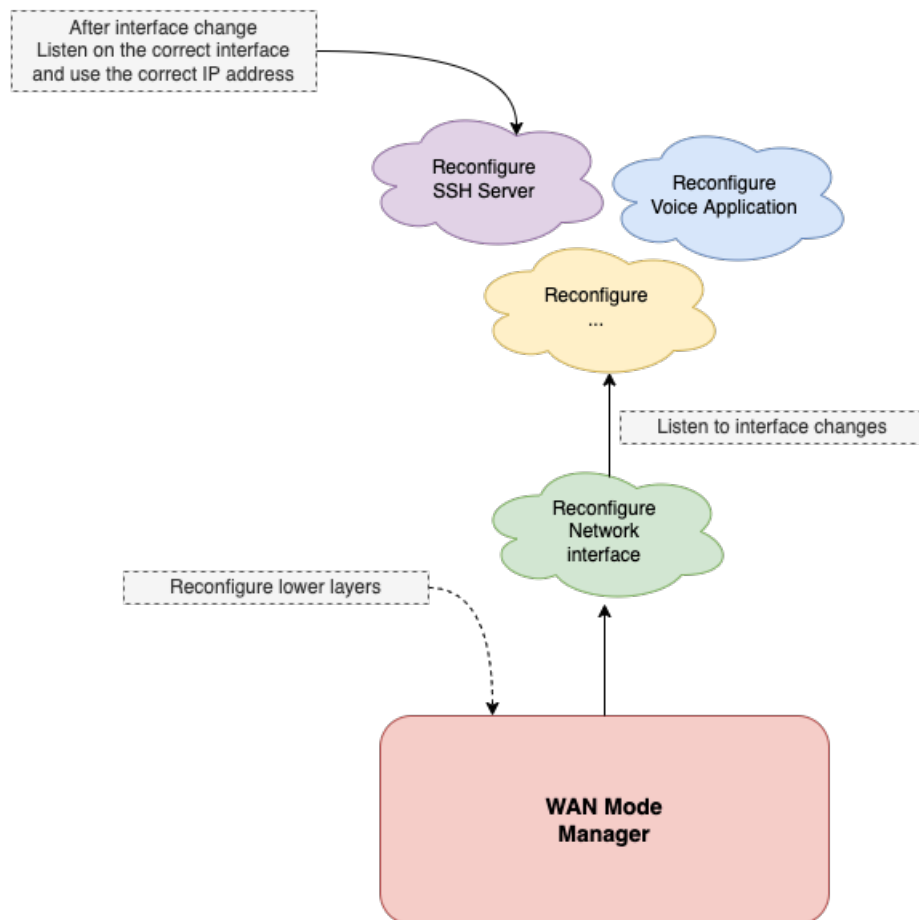 After interface change
Listen on the correct interface
and use the correct IP address
Reconfigure
SSH Server
Reconfigure
Voice Application
Reconfigure
...
Listen to interface changes
Reconfigure
Network
interface
Reconfigure lower layers
WAN Mode
Manager